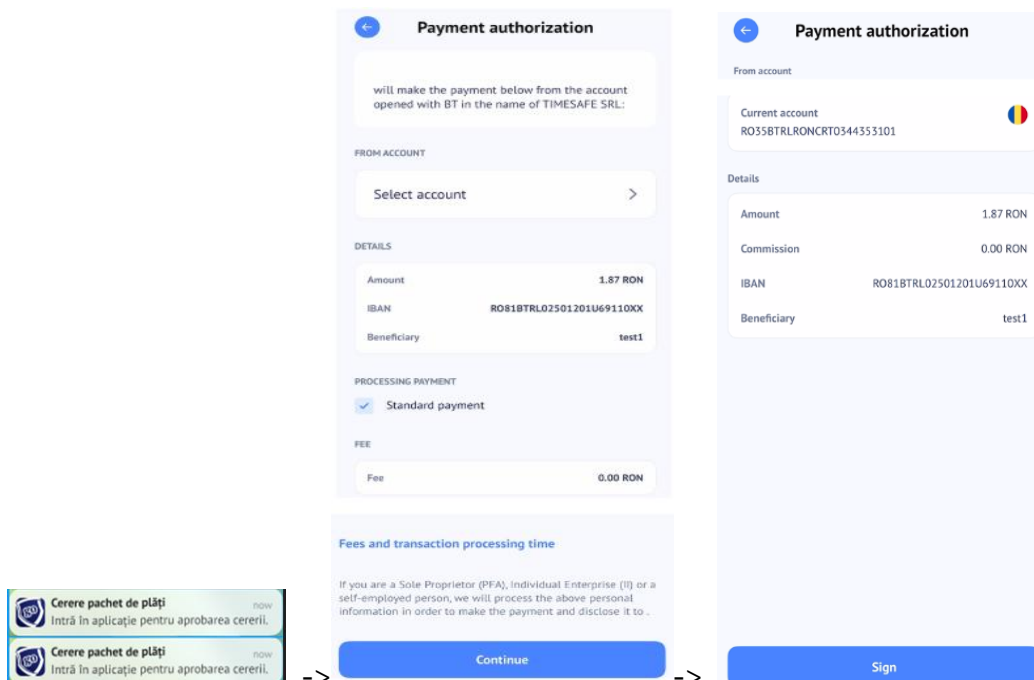 Cerere pachet de plăți now
Intră în aplicație pentru aprobarea cererii.
Cerere pachet de plăți now
Intră în aplicație pentru aprobarea cererii.
->
Payment authorization
will make the payment below from the account
opened with BT in the name of TIMESAFE SRL:
FROM ACCOUNT
Select account
DETAILS
Amount 1.87 RON
IBAN RO81BTRL02501201U69110XX
Beneficiary test1
PROCESSING PAYMENT
Standard payment
FEE
Fee 0.00 RON
Fees and transaction processing time
If you are a Sole Proprietor (PFA), Individual Enterprise (II) or a
self-employed person, we will process the above personal
information in order to make the payment and disclose it to .
Continue
->
Payment authorization
From account
Current account
RO35BTRLRONCRT0344353101
Details
Amount 1.87 RON
Commission 0.00 RON
IBAN RO81BTRL02501201U69110XX
Beneficiary test1
Sign